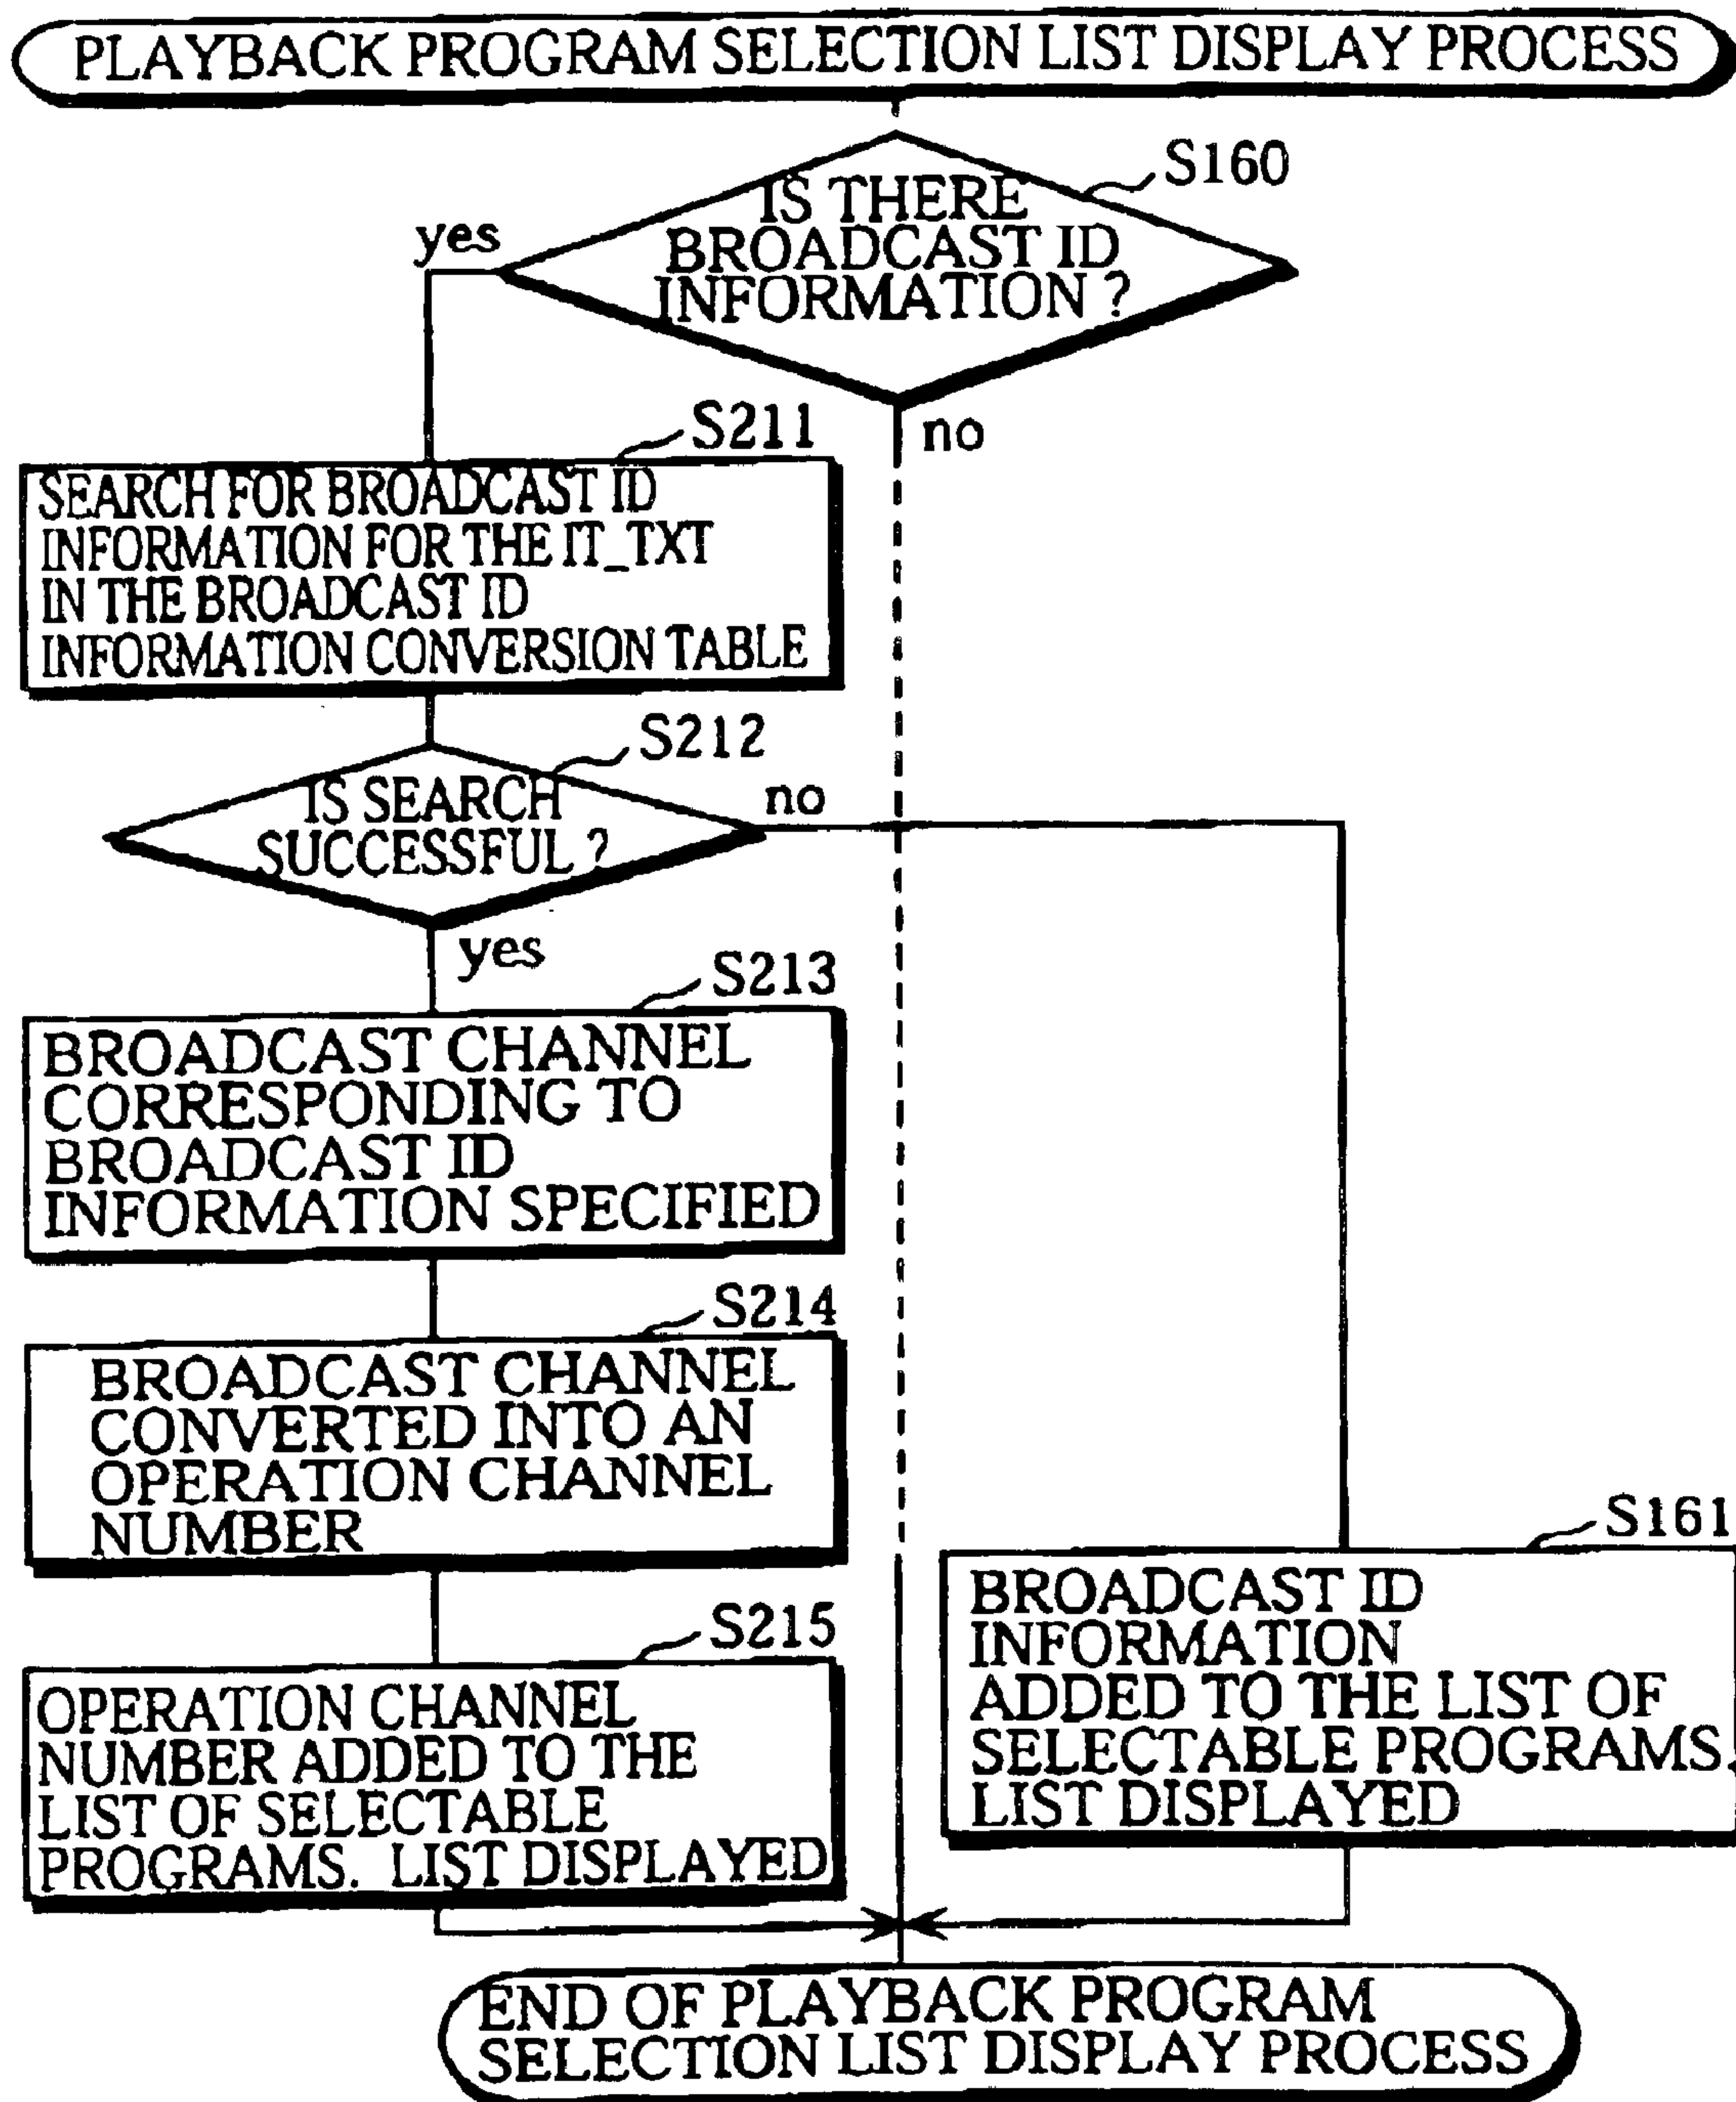 PLAYBACK PROGRAM SELECTION LIST DISPLAY PROCESS
S160
IS THERE
BROADCAST ID
INFORMATION ?
yes
no
S211
SEARCH FOR BROADCAST ID
INFORMATION FOR THE IT_TXT
IN THE BROADCAST ID
INFORMATION CONVERSION TABLE
S212
IS SEARCH
SUCCESSFUL ?
no
yes
S213
BROADCAST CHANNEL
CORRESPONDING TO
BROADCAST ID
INFORMATION SPECIFIED
S214
BROADCAST CHANNEL
CONVERTED INTO AN
OPERATION CHANNEL
NUMBER
S215
OPERATION CHANNEL
NUMBER ADDED TO THE
LIST OF SELECTABLE
PROGRAMS. LIST DISPLAYED
S161
BROADCAST ID
INFORMATION
ADDED TO THE LIST OF
SELECTABLE PROGRAMS.
LIST DISPLAYED
END OF PLAYBACK PROGRAM
SELECTION LIST DISPLAY PROCESS